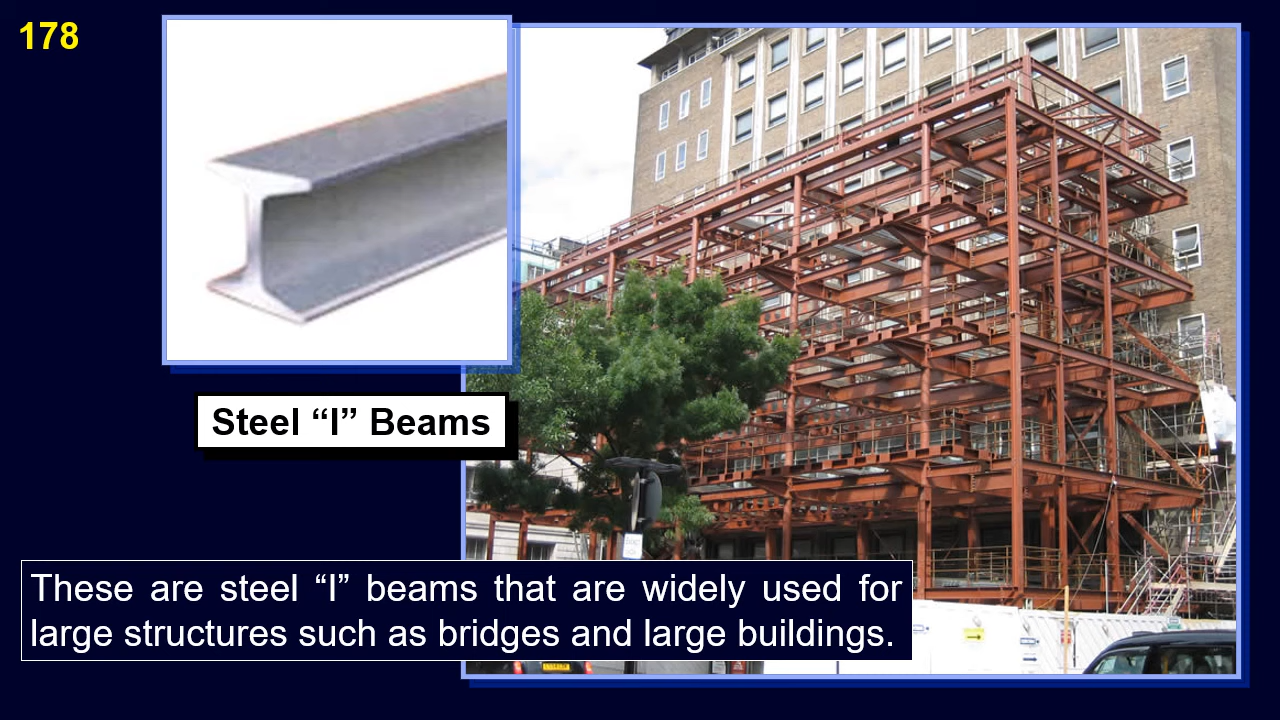 178
Steel “I” Beams
These are steel “I” beams that are widely used for
large structures such as bridges and large buildings.